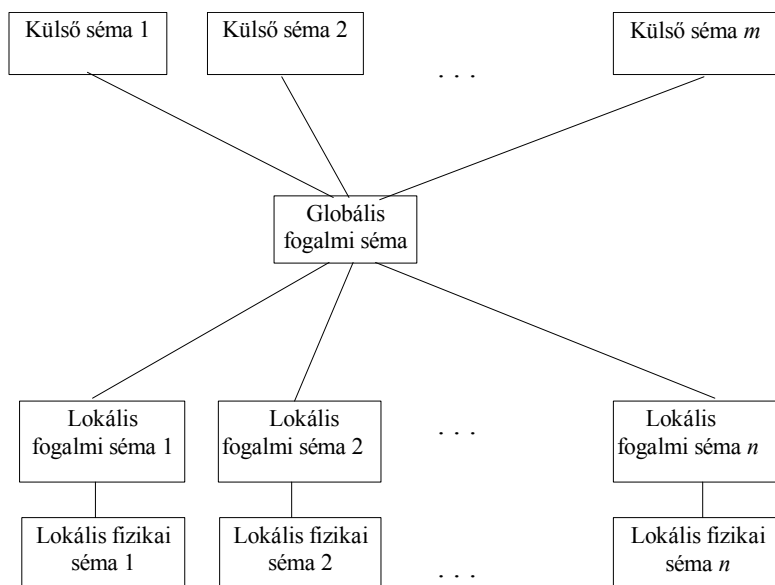 Külső séma 1
Külső séma 2
. . .
Külső séma m
Globális
fogalmi séma
Lokális
fogalmi séma 1
Lokális
fogalmi séma 2
. . .
Lokális
fogalmi séma n
Lokális fizikai
séma 1
Lokális fizikai
séma 2
. . .
Lokális fizikai
séma n